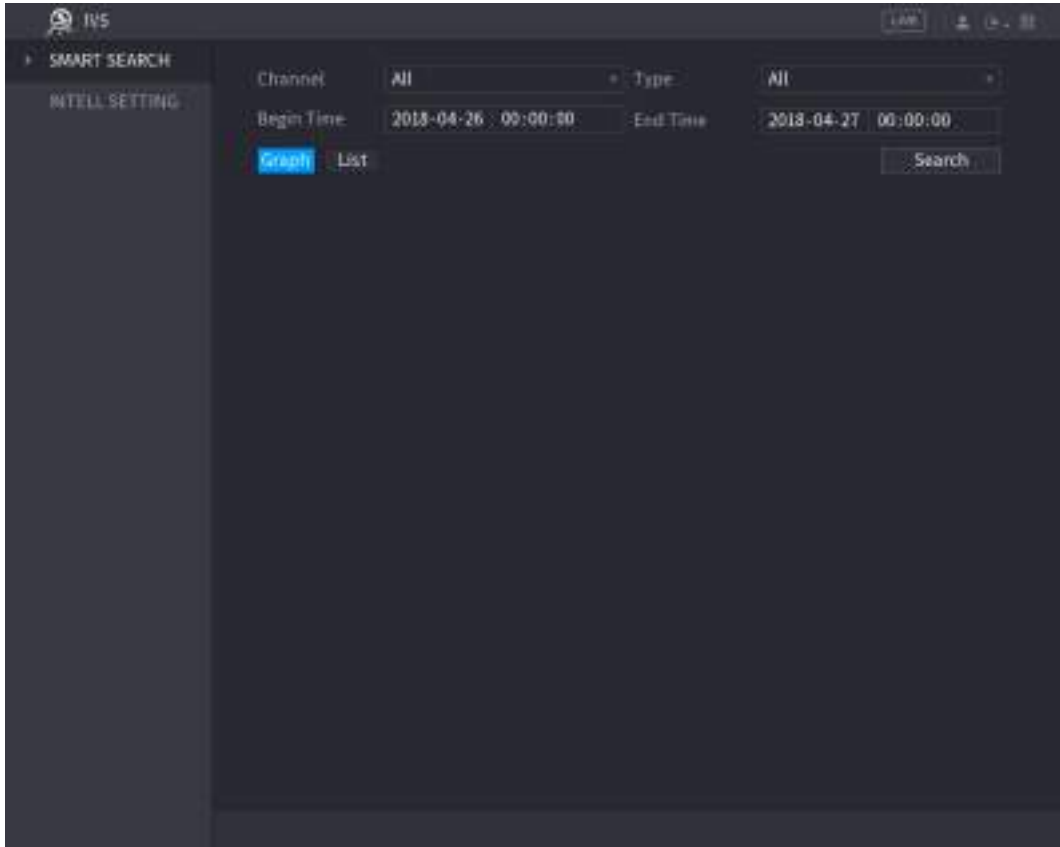 IVS
LIVE
SMART SEARCH
INTELL SETTING
Channel All Type All
Begin Time 2018-04-26 00:00:00 End Time 2018-04-27 00:00:00
Graph List Search